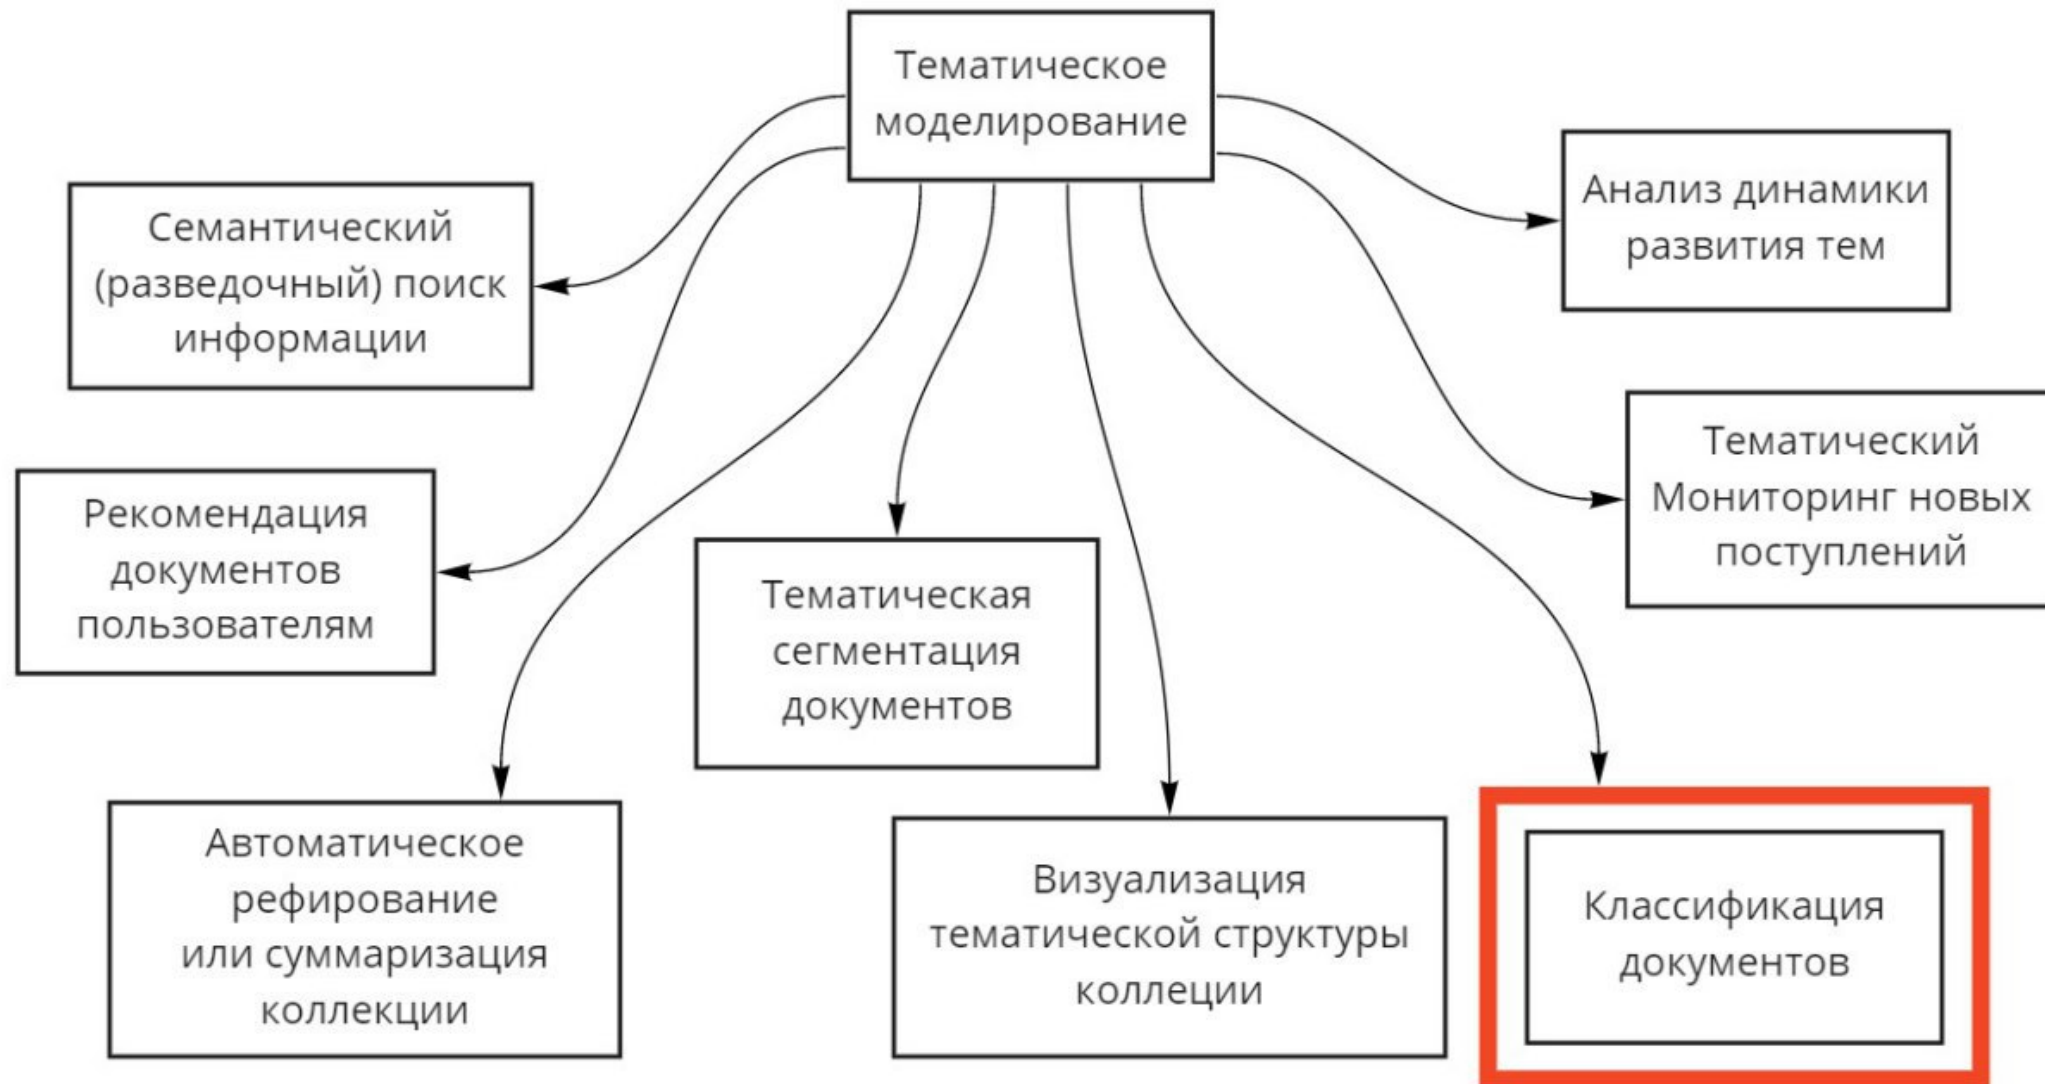 Тематическое
моделирование
Семантический
(разведочный) поиск
информации
Анализ динамики
развития тем
Рекомендация
документов
пользователям
Тематический
Мониторинг новых
поступлений
Тематическая
сегментация
документов
Автоматическое
рефирование
или суммаризация
коллекции
Визуализация
тематической структуры
коллеции
Классификация
документов